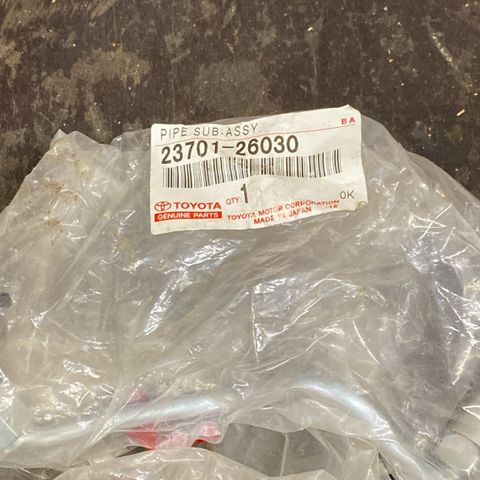 PIPE SUB-ASSY,
BA
23701-26030
TOYOTA
GENUINE PARTS
QTY:
1
OK
TOYOTA MOTOR CORPORATION
MADE IN JAPAN